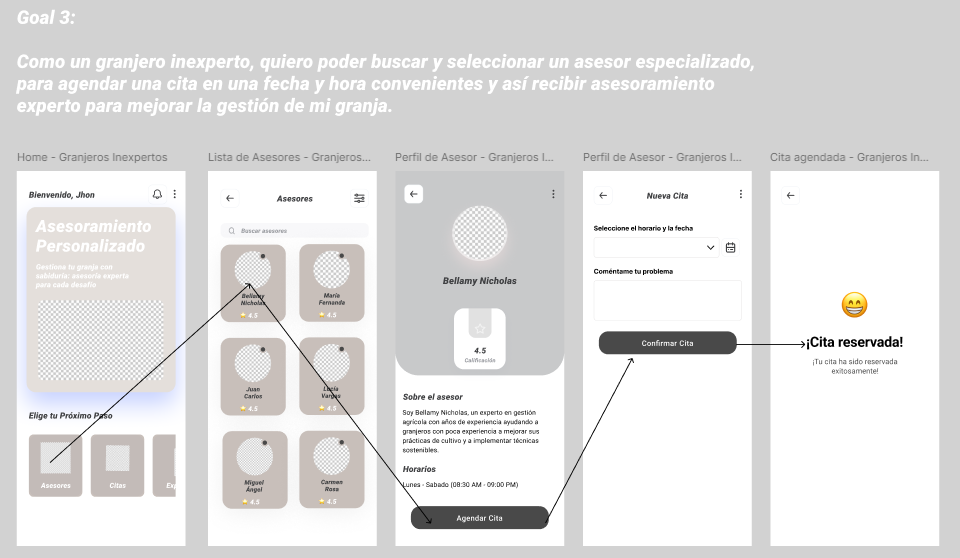 Goal 3:
Como un granjero inexperto, quiero poder buscar y seleccionar un asesor especializado,
para agendar una cita en una fecha y hora convenientes y así recibir asesoramiento
experto para mejorar la gestión de mi granja.
Home - Granjeros Inexpertos
Bienvenido, Jhon
Asesoramiento
Personalizado
Gestiona tu granja con
sabiduría: asesoría experta
para cada desafío
Elige tu Próximo Paso
Asesores
Citas
Exp
Lista de Asesores - Granjeros...
Asesores
Buscar asesores
Bellamy
Nicholas
4.5
María
Fernanda
4.5
Juan
Carlos
4.5
Lucía
Vargas
4.5
Miguel
Ángel
4.5
Carmen
Rosa
4.5
Perfil de Asesor - Granjeros I...
Bellamy Nicholas
4.5
Calificación
Sobre el asesor
Soy Bellamy Nicholas, un experto en gestión
agrícola con años de experiencia ayudando a
granjeros con poca experiencia a mejorar sus
prácticas de cultivo y a implementar técnicas
sostenibles.
Horarios
Lunes - Sabado (08:30 AM - 09:00 PM)
Agendar Cita
Perfil de Asesor - Granjeros I...
Nueva Cita
Seleccione el horario y la fecha
Coméntame tu problema
Confirmar Cita
Cita agendada - Granjeros In...
¡Cita reservada!
¡Tu cita ha sido reservada
exitosamente!